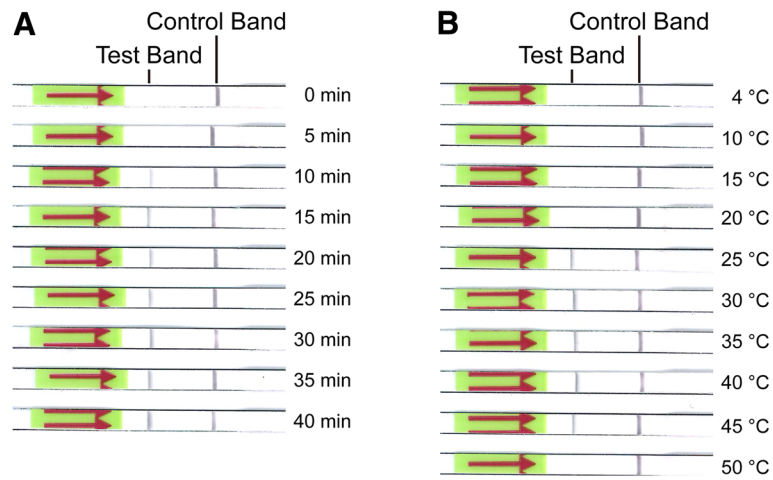 A
Control Band
Test Band
0 min
5 min
10 min
15 min
20 min
25 min
30 min
35 min
40 min
B
Control Band
Test Band
4 °C
10 °C
15 °C
20 °C
25 °C
30 °C
35 °C
40 °C
45 °C
50 °C